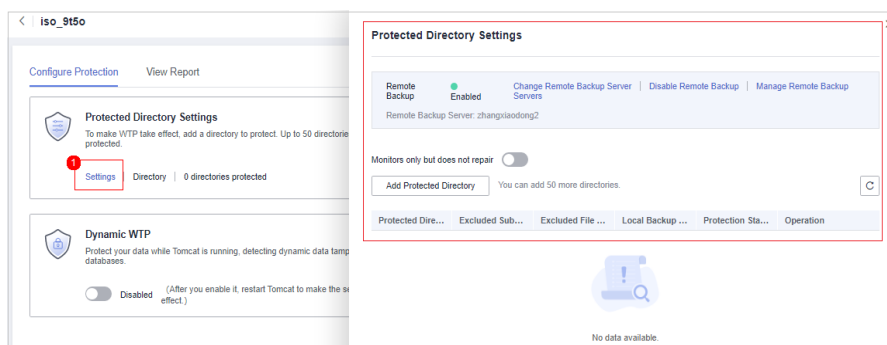 iso_9t5o
Configure Protection View Report
Protected Directory Settings
To make WTP take effect, add a directory to protect. Up to 50 directorie
protected.
1
Settings Directory 0 directories protected
Dynamic WTP
Protect your data while Tomcat is running, detecting dynamic data tamp
databases.
Disabled (After you enable it, restart Tomcat to make the se
effect.)
Protected Directory Settings
Remote Backup Enabled Change Remote Backup Server | Disable Remote Backup | Manage Remote Backup Servers
Remote Backup Server: zhangxiaodong2
Monitors only but does not repair
Add Protected Directory You can add 50 more directories.
Protected Dire... Excluded Sub... Excluded File ... Local Backup ... Protection Sta... Operation
No data available.